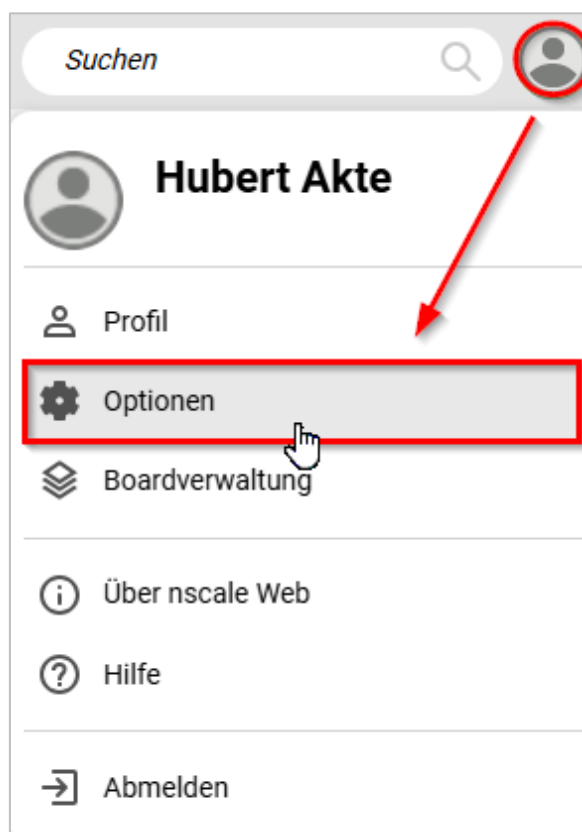 Suchen
Hubert Akte
Profil
Optionen
Boardverwaltung
Über nscale Web
Hilfe
Abmelden